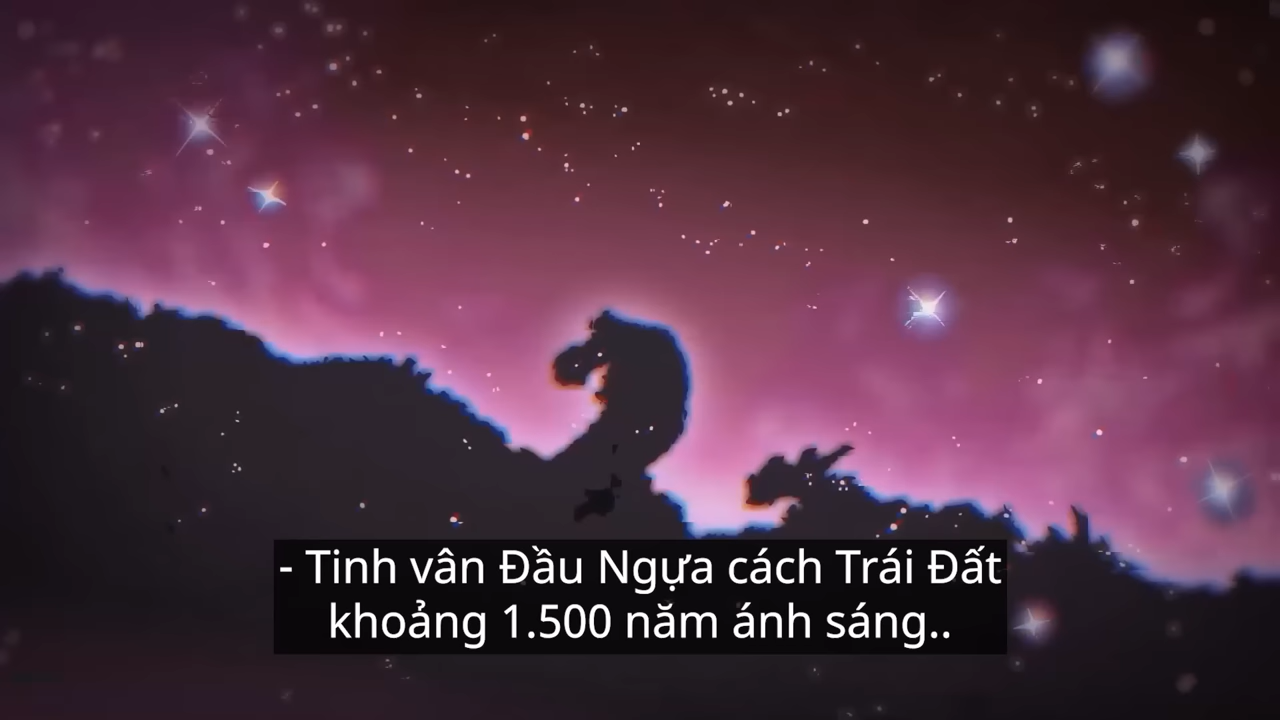 - Tinh vân Đầu Ngựa cách Trái Đất
khoảng 1.500 năm ánh sáng..